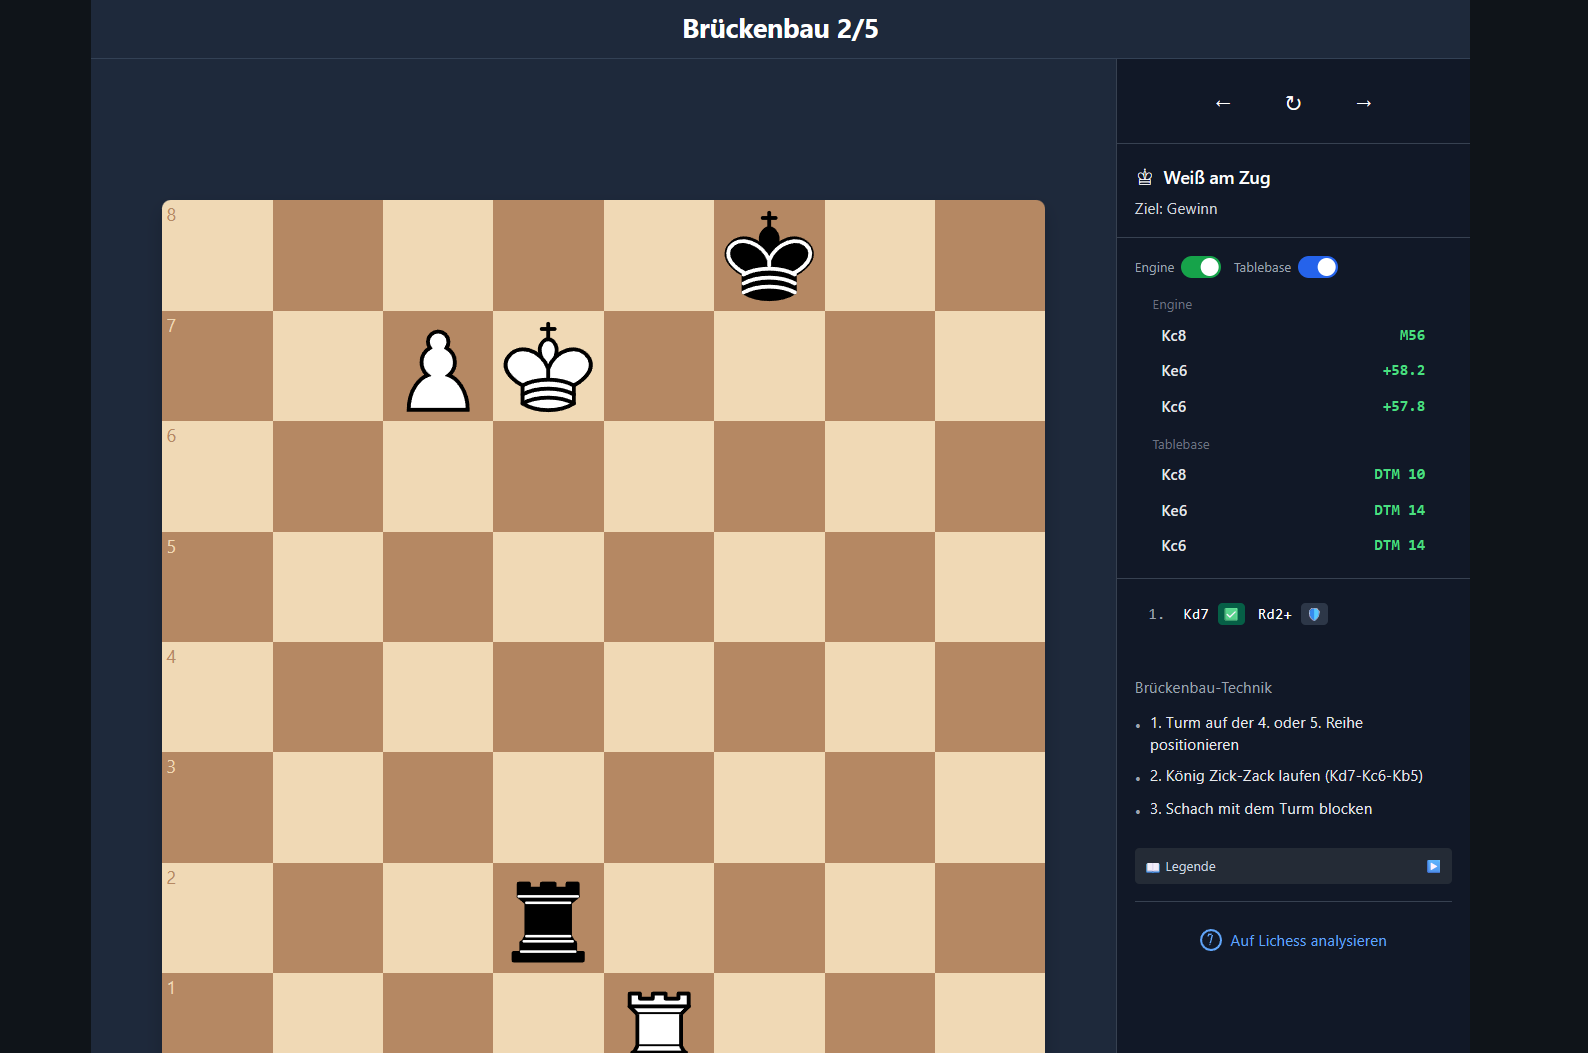 Brückenbau 2/5
← ↻ →
♔ Weiß am Zug
Ziel: Gewinn
Engine Tablebase
Engine
Kc8 M56
Ke6 +58.2
Kc6 +57.8
Tablebase
Kc8 DTM 10
Ke6 DTM 14
Kc6 DTM 14
1. Kd7 ✅ Rd2+ 🛡️
Brückenbau-Technik
• 1. Turm auf der 4. oder 5. Reihe
positionieren
• 2. König Zick-Zack laufen (Kd7-Kc6-Kb5)
• 3. Schach mit dem Turm blocken
📖 Legende ▶️
? Auf Lichess analysieren
8
7
6
5
4
3
2
1